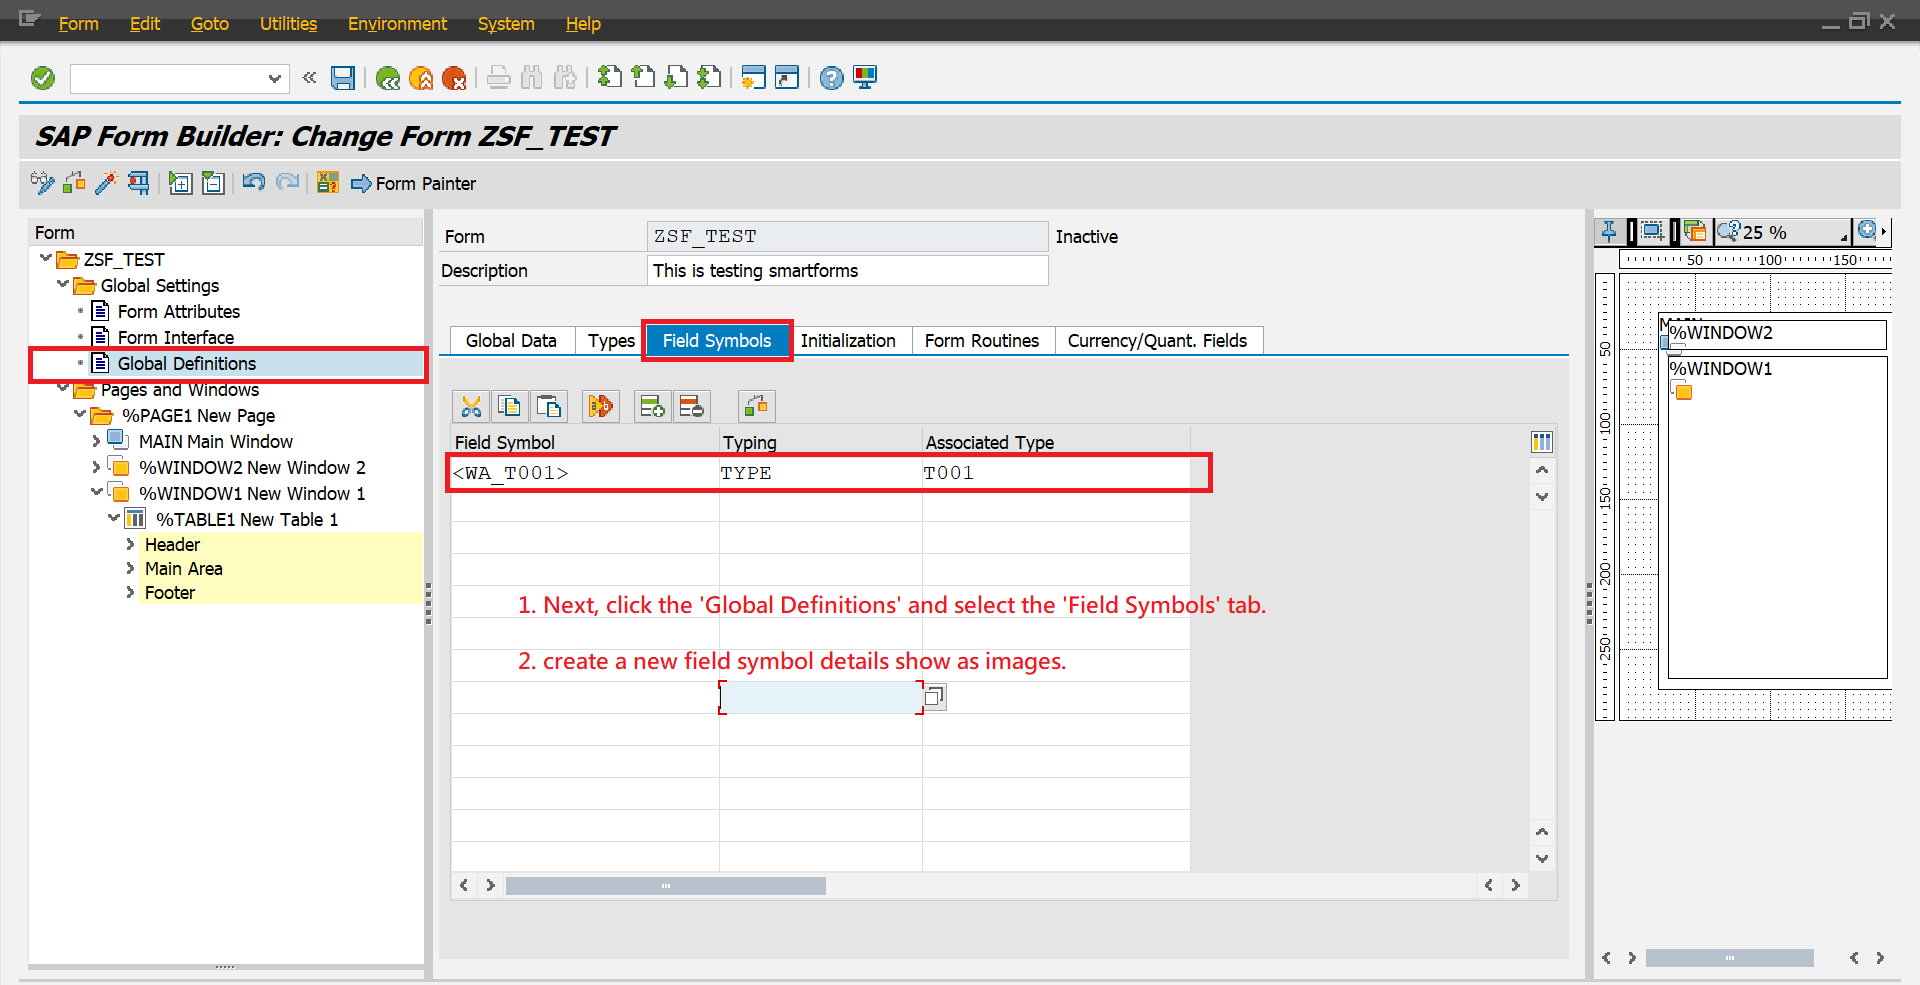 Form Edit Goto Utilities Environment System Help
SAP Form Builder: Change Form ZSF_TEST
Form Painter
Form
ZSF_TEST
Global Settings
Form Attributes
Form Interface
Global Definitions
Pages and Windows
%PAGE1 New Page
MAIN Main Window
%WINDOW2 New Window 2
%WINDOW1 New Window 1
%TABLE1 New Table 1
Header
Main Area
Footer
Form ZSF_TEST Inactive
Description This is testing smartforms
Global Data Types Field Symbols Initialization Form Routines Currency/Quant. Fields
Field Symbol Typing Associated Type
<WA_T001> TYPE T001
1. Next, click the 'Global Definitions' and select the 'Field Symbols' tab.
2. create a new field symbol details show as images.
25 %
50 100 150
%WINDOW2
%WINDOW1
50
100
150
200
250